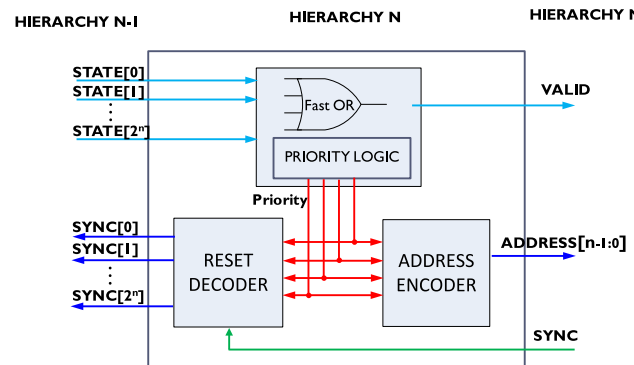 HIERARCHY N-1
HIERARCHY N
HIERARCHY N
STATE[0]
STATE[1]
STATE[2ⁿ]
Fast OR
VALID
PRIORITY LOGIC
Priority
SYNC[0]
SYNC[1]
SYNC[2ⁿ]
RESET
DECODER
ADDRESS
ENCODER
ADDRESS[n-1:0]
SYNC